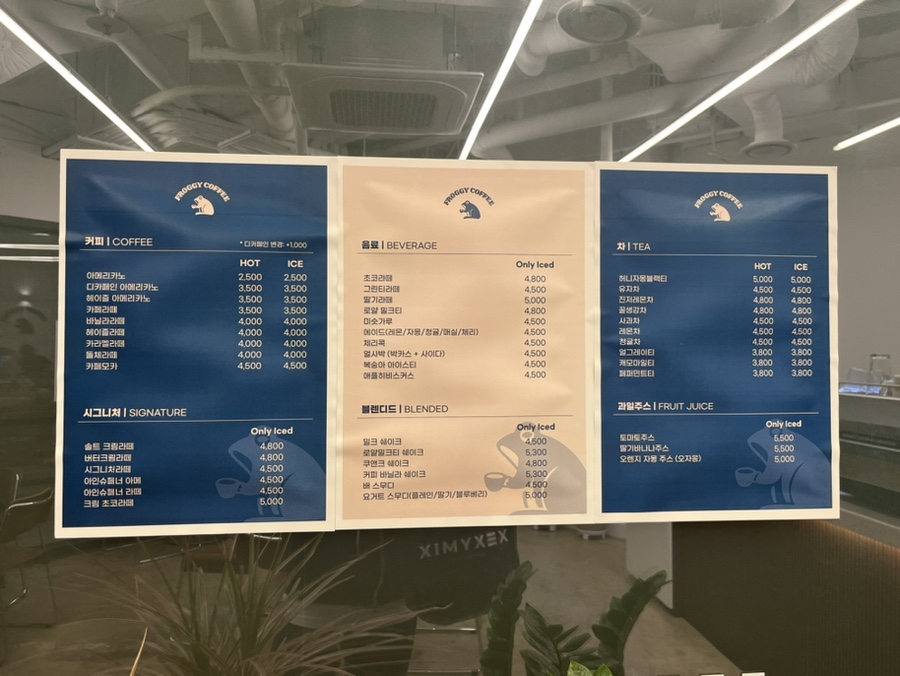 FROGGY COFFEE
커피 | COFFEE
* 디카페인 변경: +1,000
HOT ICE
아메리카노 2,500 2,500
디카페인 아메리카노 3,500 3,500
헤이즐 아메리카노 3,500 3,500
카페라떼 3,500 3,500
바닐라라떼 4,000 4,000
헤이즐라떼 4,000 4,000
카라멜라떼 4,000 4,000
돌체라떼 4,000 4,000
카페모카 4,500 4,500
시그니처 | SIGNATURE
Only Iced
솔트 크림라떼 4,800
버터크림라떼 4,800
시그니처라떼 4,500
아인슈페너 아메 4,500
아인슈페너 라떼 4,500
크림 초코라떼 5,000
FROGGY COFFEE
음료 | BEVERAGE
Only Iced
초코라떼 4,800
그린티라떼 4,500
딸기라떼 5,000
로얄 밀크티 4,800
미숫가루 4,500
에이드(레몬/자몽/청귤/매실/체리) 4,500
체리콕 4,500
얼사박 (박카스 + 사이다) 4,500
복숭아 아이스티 4,500
애플히비스커스 4,500
블렌디드 | BLENDED
Only Iced
밀크 쉐이크 4,500
로얄밀크티 쉐이크 5,300
쿠앤크 쉐이크 4,800
커피 바닐라 쉐이크 5,300
배 스무디 4,500
요거트 스무디(플레인/딸기/블루베리) 5,000
FROGGY COFFEE
차 | TEA
HOT ICE
허니자몽블랙티 5,000 5,000
유자차 4,500 4,500
진저레몬차 4,800 4,800
꿀생강차 4,800 4,800
사과차 4,500 4,500
레몬차 4,500 4,500
청귤차 4,500 4,500
얼그레이티 3,800 3,800
캐모마일티 3,800 3,800
페퍼민트티 3,800 3,800
과일주스 | FRUIT JUICE
Only Iced
토마토주스 5,500
딸기바나나주스 5,500
오렌지 자몽 주스 (오자몽) 5,000
XIMYXEX